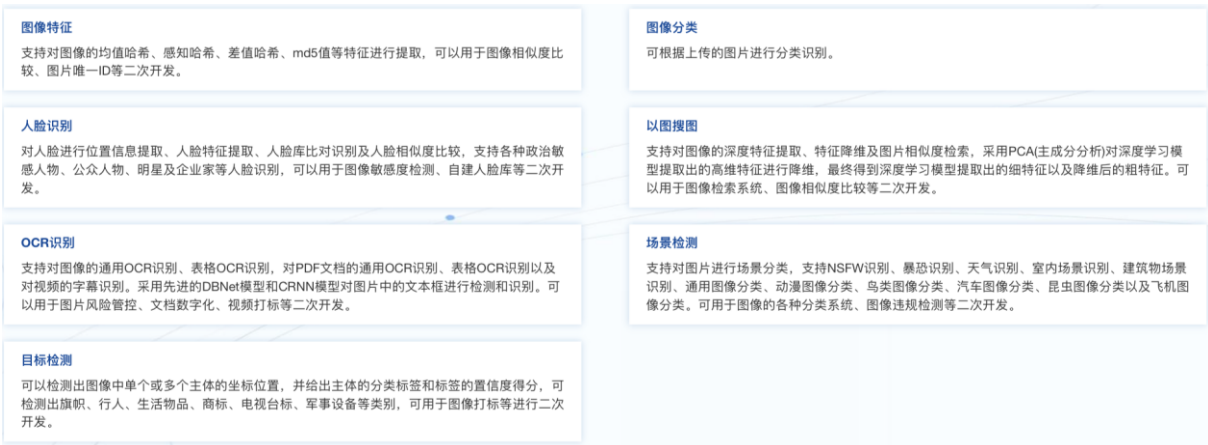 图像特征
支持对图像的均值哈希、感知哈希、差值哈希、md5值等特征进行提取，可以用于图像相似度比
较、图片唯一ID等二次开发。
图像分类
可根据上传的图片进行分类识别。
人脸识别
对人脸进行位置信息提取、人脸特征提取、人脸库比对识别及人脸相似度比较，支持各种政治敏
感人物、公众人物、明星及企业家等人脸识别，可以用于图像敏感度检测、自建人脸库等二次开
发。
以图搜图
支持对图像的深度特征提取、特征降维及图片相似度检索，采用PCA(主成分分析)对深度学习模
型提取出的高维特征进行降维，最终得到深度学习模型提取出的细特征以及降维后的粗特征。可
以用于图像检索系统、图像相似度比较等二次开发。
OCR识别
支持对图像的通用OCR识别、表格OCR识别，对PDF文档的通用OCR识别、表格OCR识别以及
对视频的字幕识别。采用先进的DBNet模型和CRNN模型对图片中的文本框进行检测和识别。可
以用于图片风险管控、文档数字化、视频打标等二次开发。
场景检测
支持对图片进行场景分类，支持NSFW识别、暴恐识别、天气识别、室内场景识别、建筑物场景
识别、通用图像分类、动漫图像分类、鸟类图像分类、汽车图像分类、昆虫图像分类以及飞机图
像分类。可用于图像的各种分类系统、图像违规检测等二次开发。
目标检测
可以检测出图像中单个或多个主体的坐标位置，并给出主体的分类标签和标签的置信度得分，可
检测出旗帜、行人、生活物品、商标、电视台标、军事设备等类别，可用于图像打标等进行二次
开发。